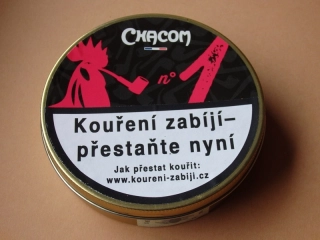 CHACOM
n° 1
Kouření zabíjí–
přestaňte nyní
Jak přestat kouřit:
www.koureni-zabiji.cz